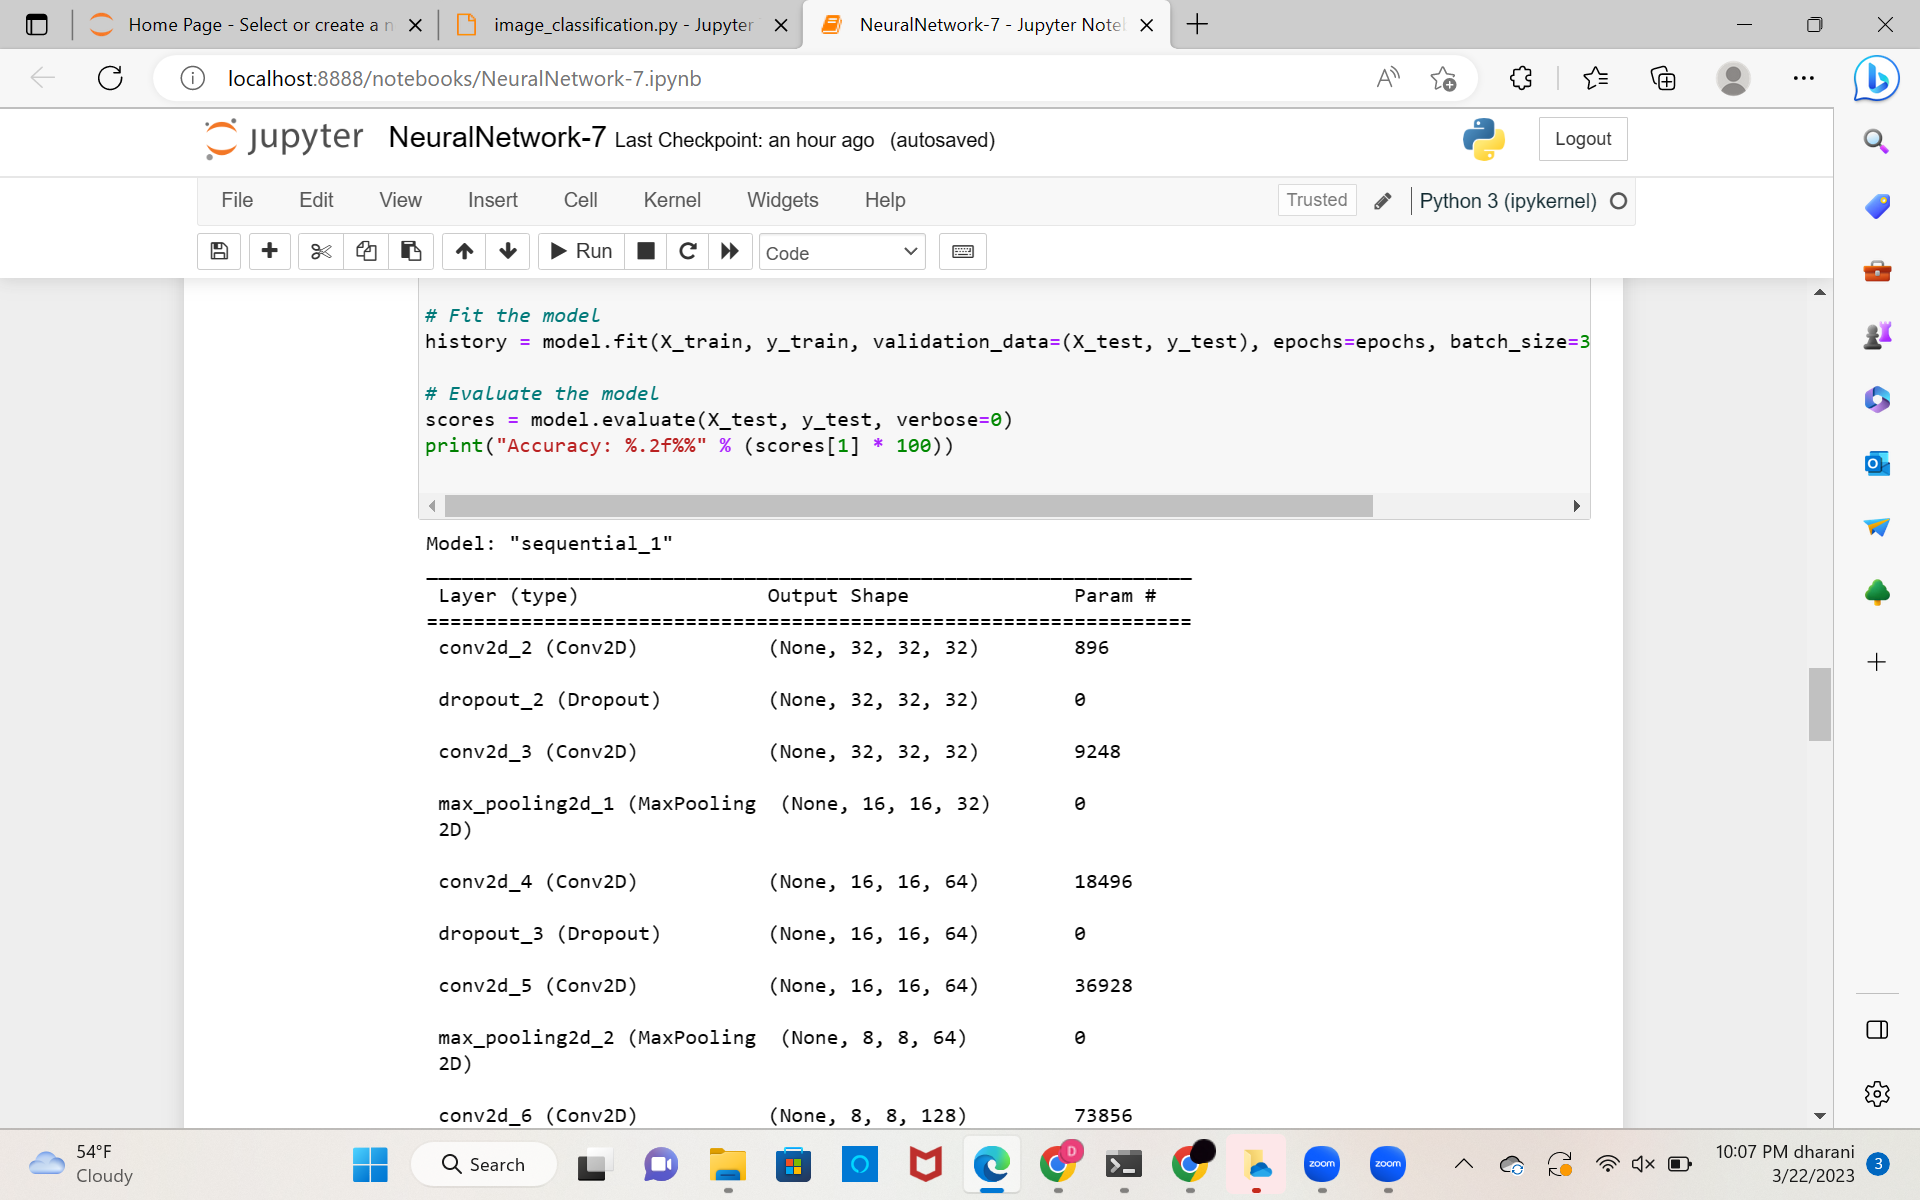 Home Page - Select or create a n
image_classification.py - Jupyter
NeuralNetwork-7 - Jupyter Note
localhost:8888/notebooks/NeuralNetwork-7.ipynb
jupyter NeuralNetwork-7 Last Checkpoint: an hour ago (autosaved)
Logout
File Edit View Insert Cell Kernel Widgets Help
Trusted
Python 3 (ipykernel)
Run
Code
# Fit the model
history = model.fit(X_train, y_train, validation_data=(X_test, y_test), epochs=epochs, batch_size=3
# Evaluate the model
scores = model.evaluate(X_test, y_test, verbose=0)
print("Accuracy: %.2f%%" % (scores[1] * 100))
Model: "sequential_1"
_________________________________________________________________
Layer (type) Output Shape Param #
=================================================================
conv2d_2 (Conv2D) (None, 32, 32, 32) 896
dropout_2 (Dropout) (None, 32, 32, 32) 0
conv2d_3 (Conv2D) (None, 32, 32, 32) 9248
max_pooling2d_1 (MaxPooling (None, 16, 16, 32) 0
2D)
conv2d_4 (Conv2D) (None, 16, 16, 64) 18496
dropout_3 (Dropout) (None, 16, 16, 64) 0
conv2d_5 (Conv2D) (None, 16, 16, 64) 36928
max_pooling2d_2 (MaxPooling (None, 8, 8, 64) 0
2D)
conv2d_6 (Conv2D) (None, 8, 8, 128) 73856
54°F
Cloudy
Search
D
zoom
zoom
10:07 PM dharani
3/22/2023
3